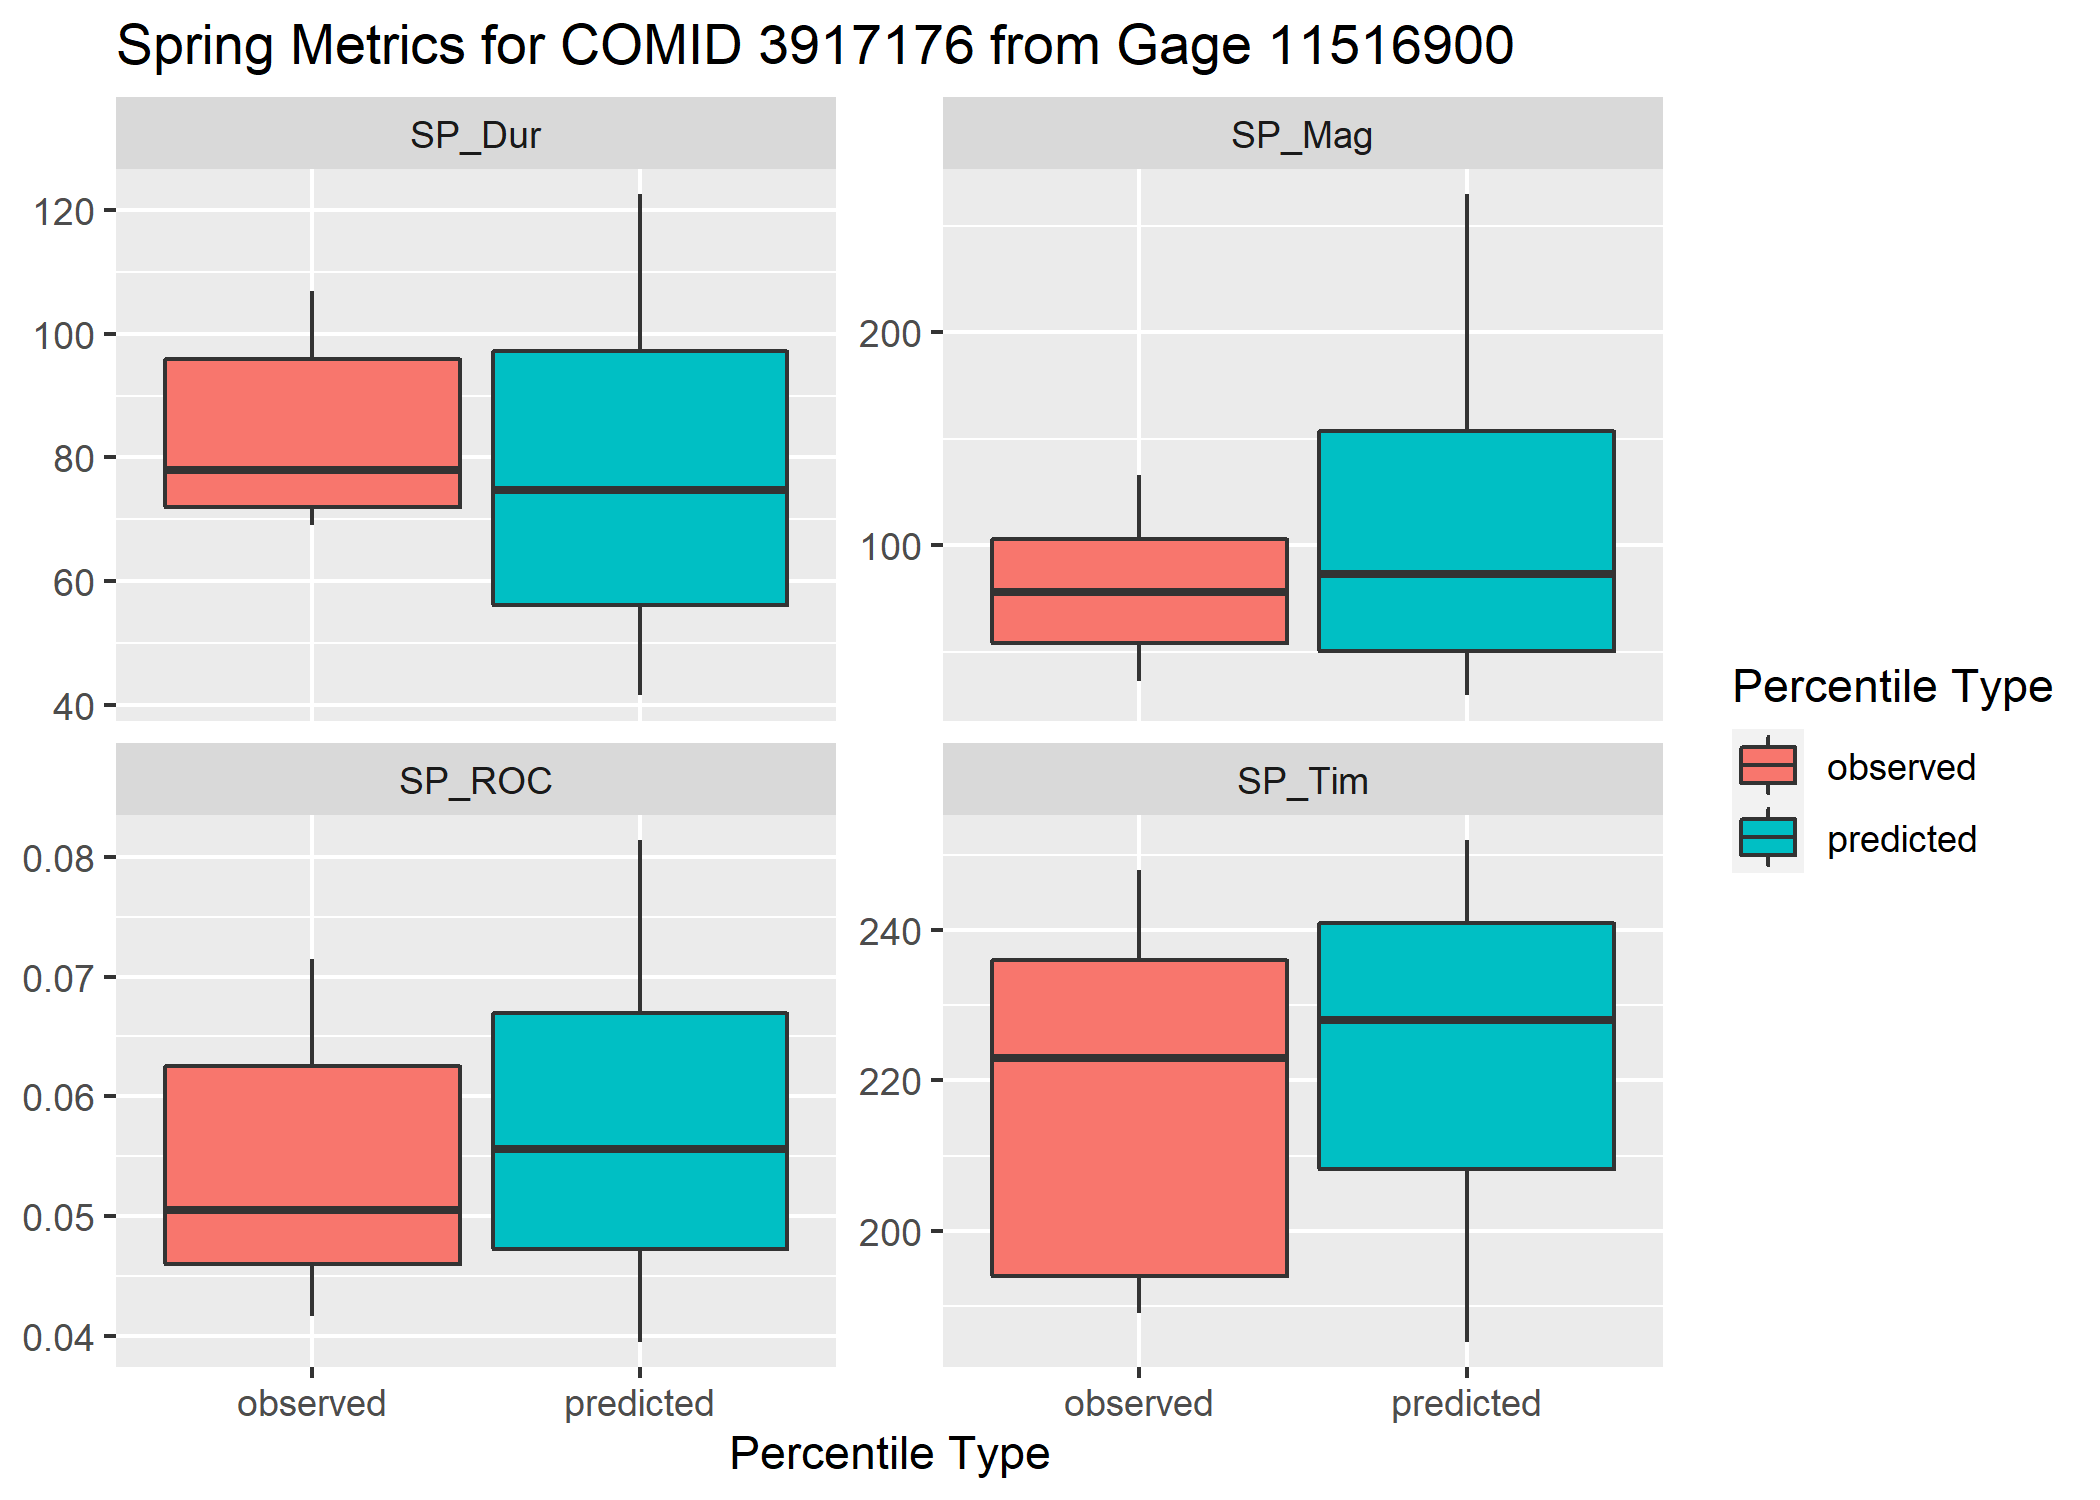 Spring Metrics for COMID 3917176 from Gage 11516900
SP_Dur
SP_Mag
120
100
80
60
40
200
100
SP_ROC
SP_Tim
0.08
0.07
0.06
0.05
0.04
240
220
200
observed
predicted
observed
predicted
Percentile Type
Percentile Type
observed
predicted